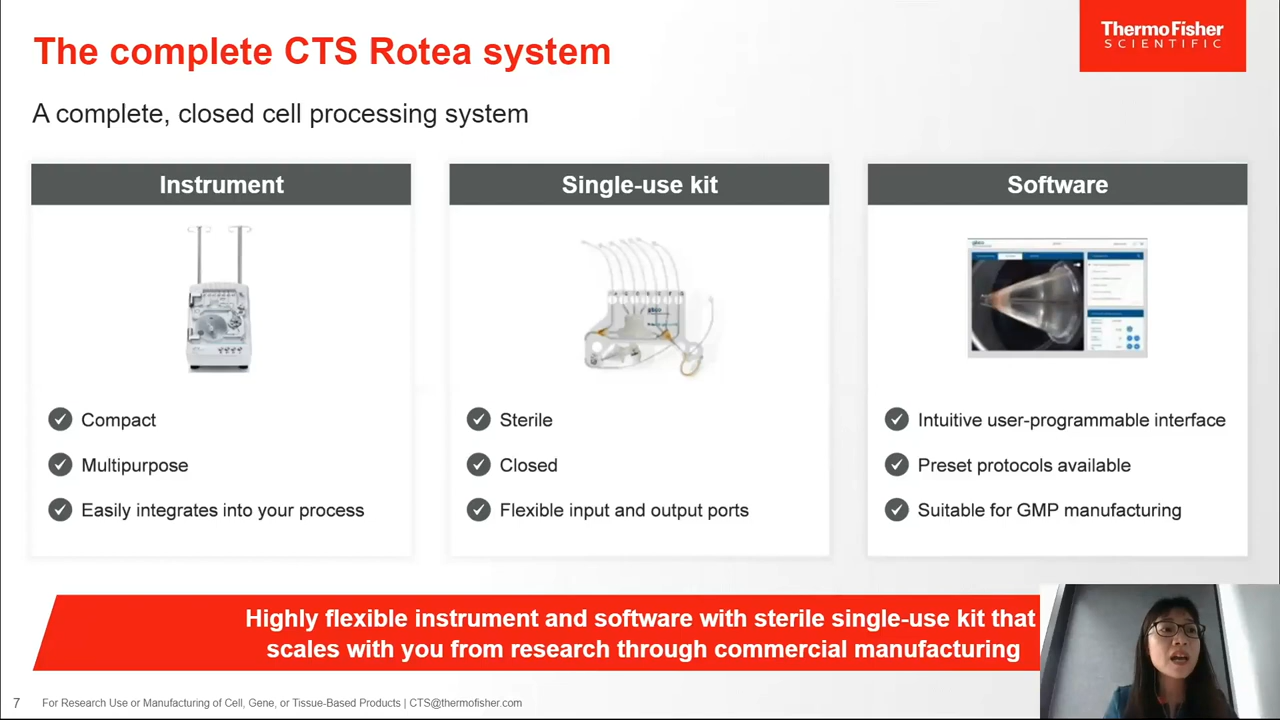 The complete CTS Rotea system
ThermoFisher
SCIENTIFIC
A complete, closed cell processing system
Instrument
Compact
Multipurpose
Easily integrates into your process
Single-use kit
gibco
Sterile
Closed
Flexible input and output ports
Software
gibco
Intuitive user-programmable interface
Preset protocols available
Suitable for GMP manufacturing
Highly flexible instrument and software with sterile single-use kit that
scales with you from research through commercial manufacturing
7 For Research Use or Manufacturing of Cell, Gene, or Tissue-Based Products | CTS@thermofisher.com